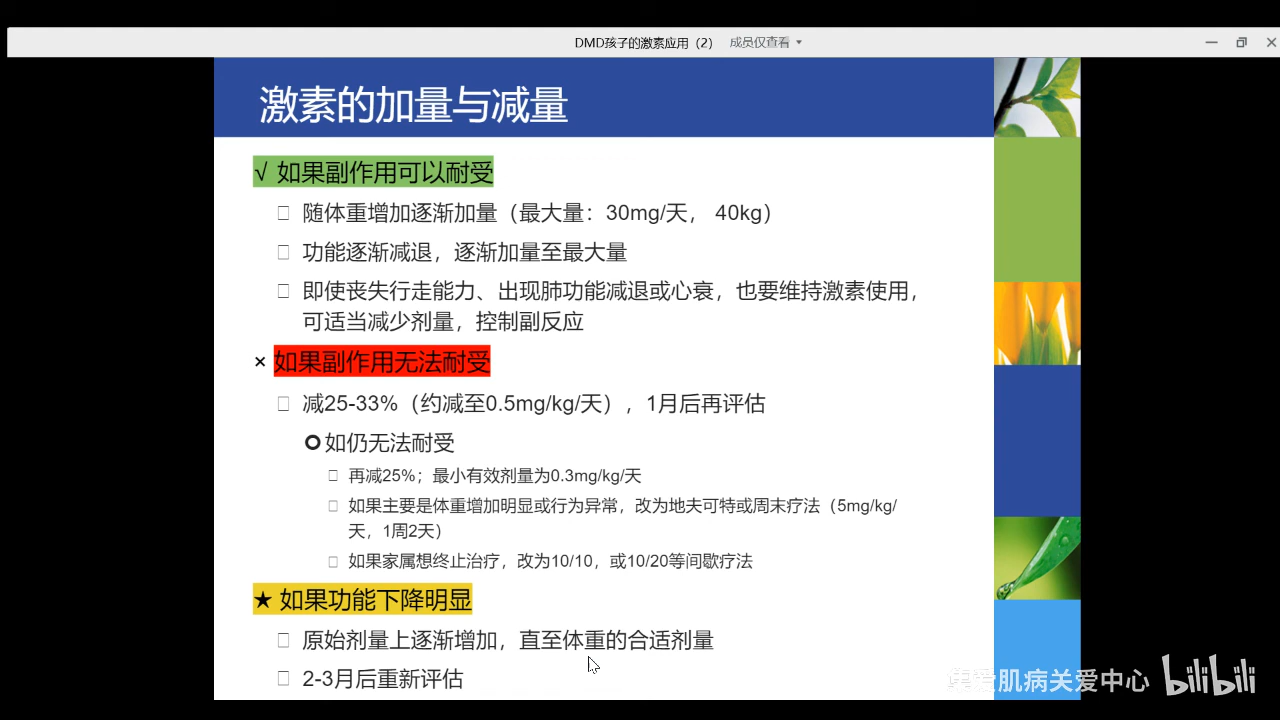 DMD孩子的激素应用（2） 成员仅查看
激素的加量与减量
√ 如果副作用可以耐受
随体重增加逐渐加量（最大量：30mg/天， 40kg）
功能逐渐减退，逐渐加量至最大量
即使丧失行走能力、出现肺功能减退或心衰，也要维持激素使用，
可适当减少剂量，控制副反应
× 如果副作用无法耐受
减25-33%（约减至0.5mg/kg/天），1月后再评估
如仍无法耐受
再减25%；最小有效剂量为0.3mg/kg/天
如果主要是体重增加明显或行为异常，改为地夫可特或周末疗法（5mg/kg/
天，1周2天）
如果家属想终止治疗，改为10/10，或10/20等间歇疗法
★ 如果功能下降明显
原始剂量上逐渐增加，直至体重的合适剂量
2-3月后重新评估
爱肌病关爱中心 bilibili